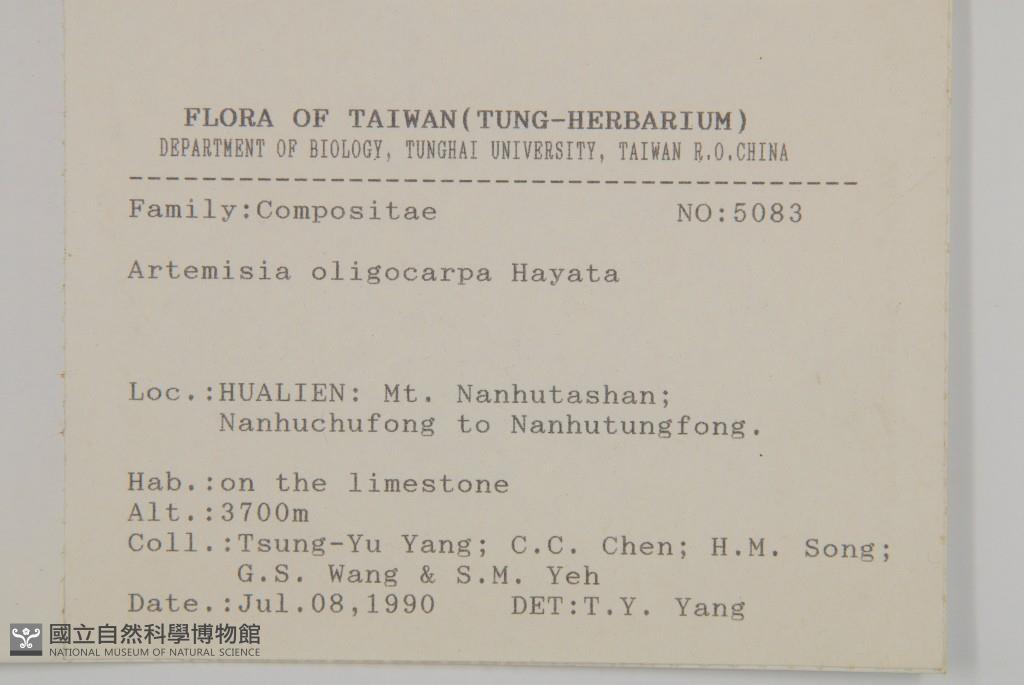 FLORA OF TAIWAN(TUNG-HERBARIUM)
DEPARTMENT OF BIOLOGY, TUNGHAI UNIVERSITY, TAIWAN R.O.CHINA
----------------------------------------
Family:Compositae NO:5083
Artemisia oligocarpa Hayata
Loc.:HUALIEN: Mt. Nanhutashan;
Nanhuchufong to Nanhutungfong.
Hab.:on the limestone
Alt.:3700m
Coll.:Tsung-Yu Yang; C.C. Chen; H.M. Song;
G.S. Wang & S.M. Yeh
Date.:Jul.08,1990 DET:T.Y. Yang
國立自然科學博物館
NATIONAL MUSEUM OF NATURAL SCIENCE